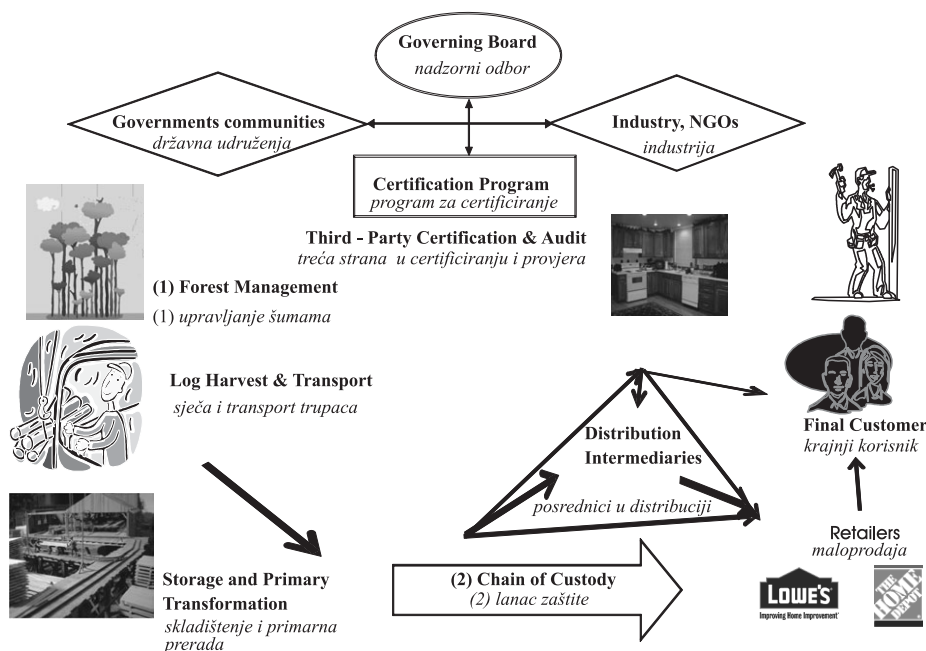 Governing Board
nadzorni odbor
Governments communities
državna udruženja
Industry, NGOs
industrija
Certification Program
program za certificiranje
Third - Party Certification & Audit
treća strana u certificiranju i provjera
(1) Forest Management
(1) upravljanje šumama
Log Harvest & Transport
sječa i transport trupaca
Distribution
Intermediaries
posrednici u distribuciji
Final Customer
krajnji korisnik
Retailers
maloprodaja
Storage and Primary
Transformation
skladištenje i primarna
prerada
(2) Chain of Custody
(2) lanac zaštite
LOWE'S
Improving Home Improvement
THE
HOME
DEPOT